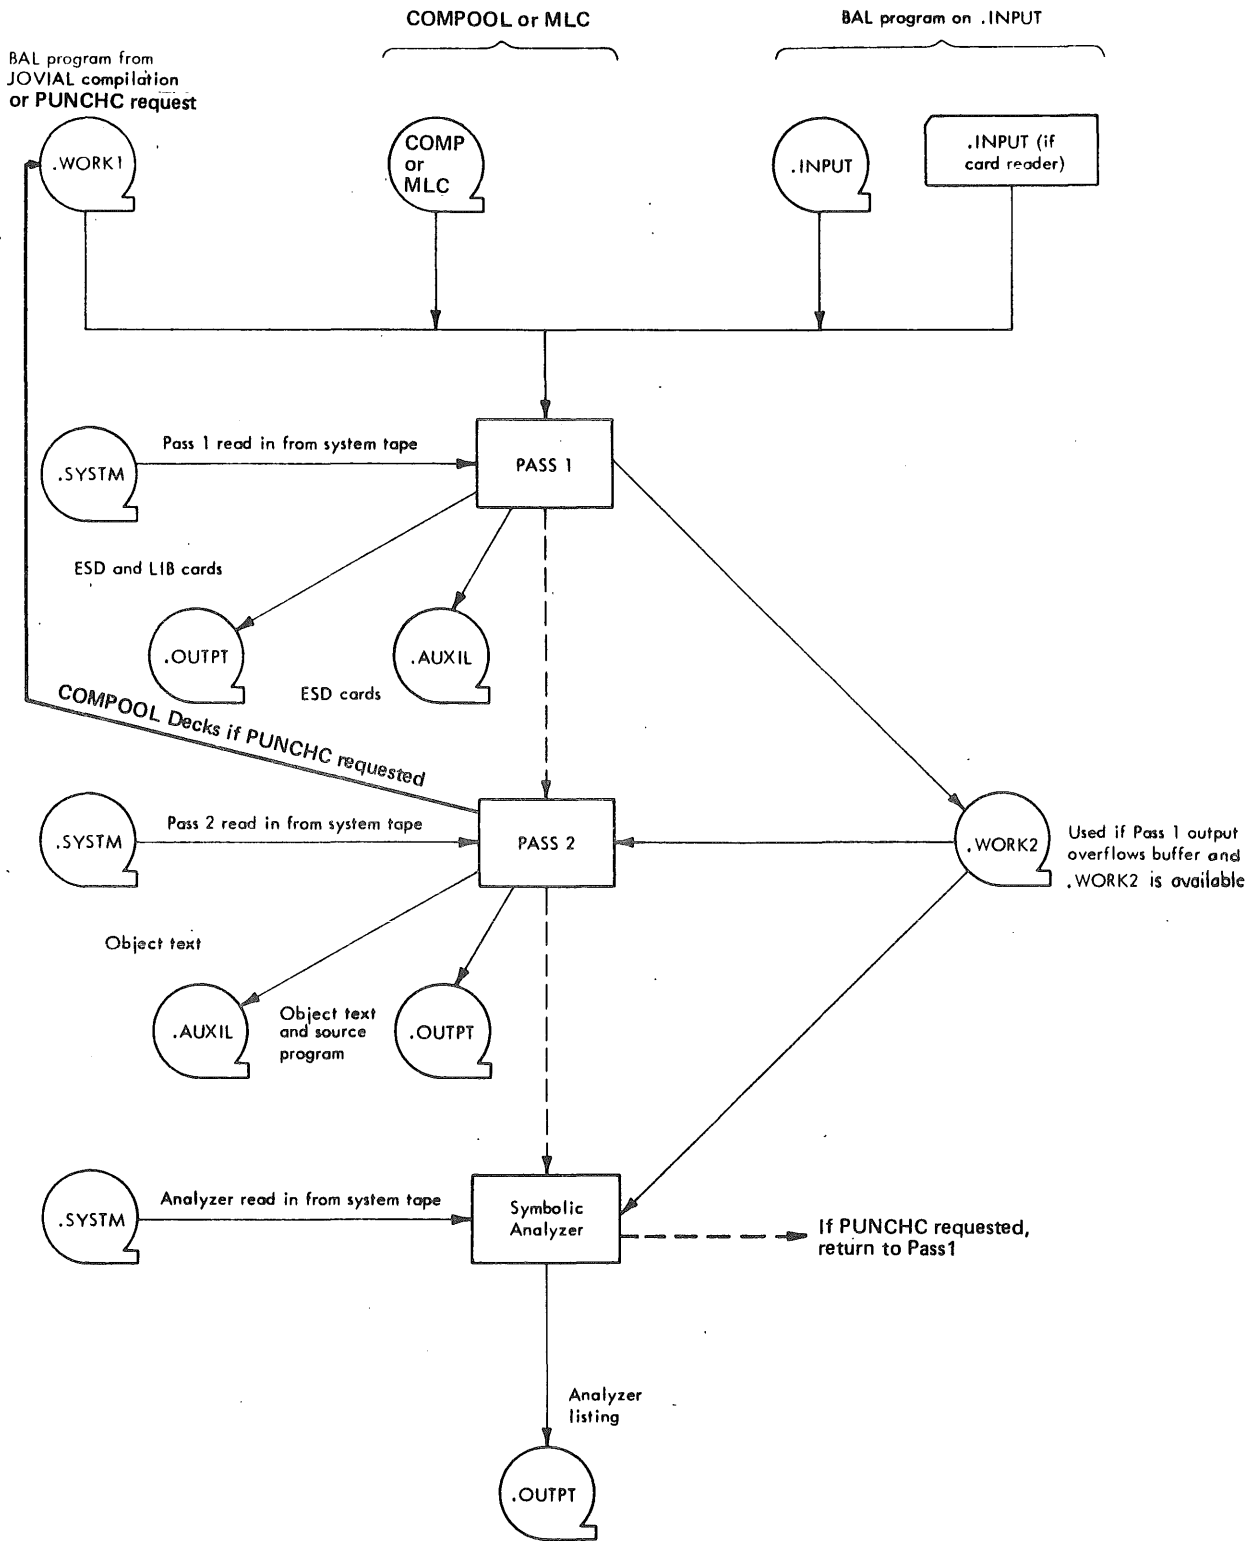 COMPOOL or MLC
BAL program on .INPUT
BAL program from
JOVIAL compilation
or PUNCHC request
.WORK1
COMP
or
MLC
.INPUT
.INPUT (if
card reader)
Pass 1 read in from system tape
.SYSTM
PASS 1
ESD and LIB cards
.OUTPT
.AUXIL
ESD cards
COMPOOL Decks if PUNCHC requested
Pass 2 read in from system tape
.SYSTM
PASS 2
.WORK2
Used if Pass 1 output
overflows buffer and
.WORK2 is available
Object text
.AUXIL
Object text
and source
program
.OUTPT
Analyzer read in from system tape
.SYSTM
Symbolic
Analyzer
If PUNCHC requested,
return to Pass1
Analyzer
listing
.OUTPT